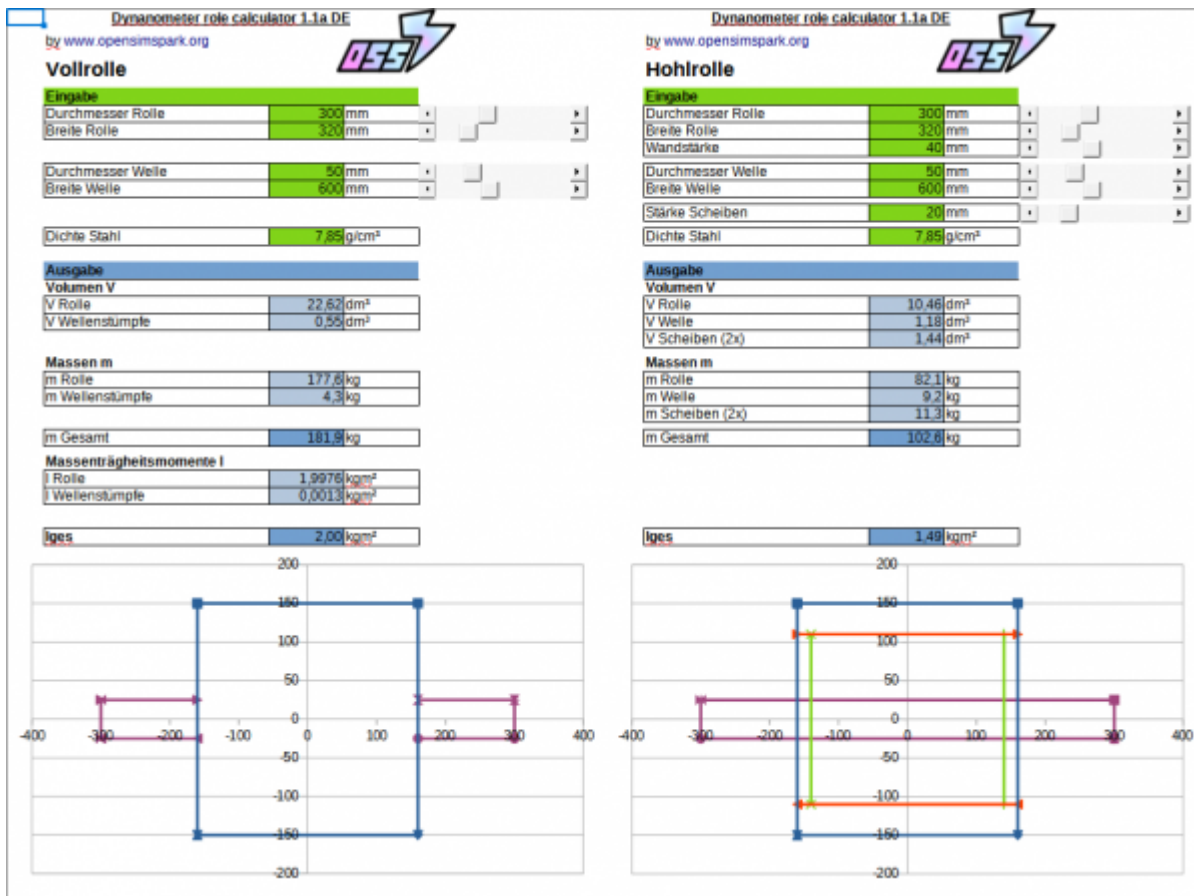 Dynanometer role calculator 1.1a DE
by www.opensimspark.org
OSS
Vollrolle
Eingabe
Durchmesser Rolle 300 mm
Breite Rolle 320 mm
Durchmesser Welle 50 mm
Breite Welle 600 mm
Dichte Stahl 7,85 g/cm³
Ausgabe
Volumen V
V Rolle 22,62 dm³
V Wellenstümpfe 0,55 dm³
Massen m
m Rolle 177,6 kg
m Wellenstümpfe 4,3 kg
m Gesamt 181,9 kg
Massenträgheitsmomente I
I Rolle 1,9976 kgm²
I Wellenstümpfe 0,0013 kgm²
Iges 2,00 kgm²
200
150
100
50
0
-400 -300 -200 -100 0 100 200 300 400
-50
-100
-150
-200
Dynanometer role calculator 1.1a DE
by www.opensimspark.org
OSS
Hohlrolle
Eingabe
Durchmesser Rolle 300 mm
Breite Rolle 320 mm
Wandstärke 40 mm
Durchmesser Welle 50 mm
Breite Welle 600 mm
Stärke Scheiben 20 mm
Dichte Stahl 7,85 g/cm³
Ausgabe
Volumen V
V Rolle 10,46 dm³
V Welle 1,18 dm³
V Scheiben (2x) 1,44 dm³
Massen m
m Rolle 82,1 kg
m Welle 9,2 kg
m Scheiben (2x) 11,3 kg
m Gesamt 102,6 kg
Iges 1,49 kgm²
200
150
100
50
0
-400 -300 -200 -100 0 100 200 300 400
-50
-100
-150
-200